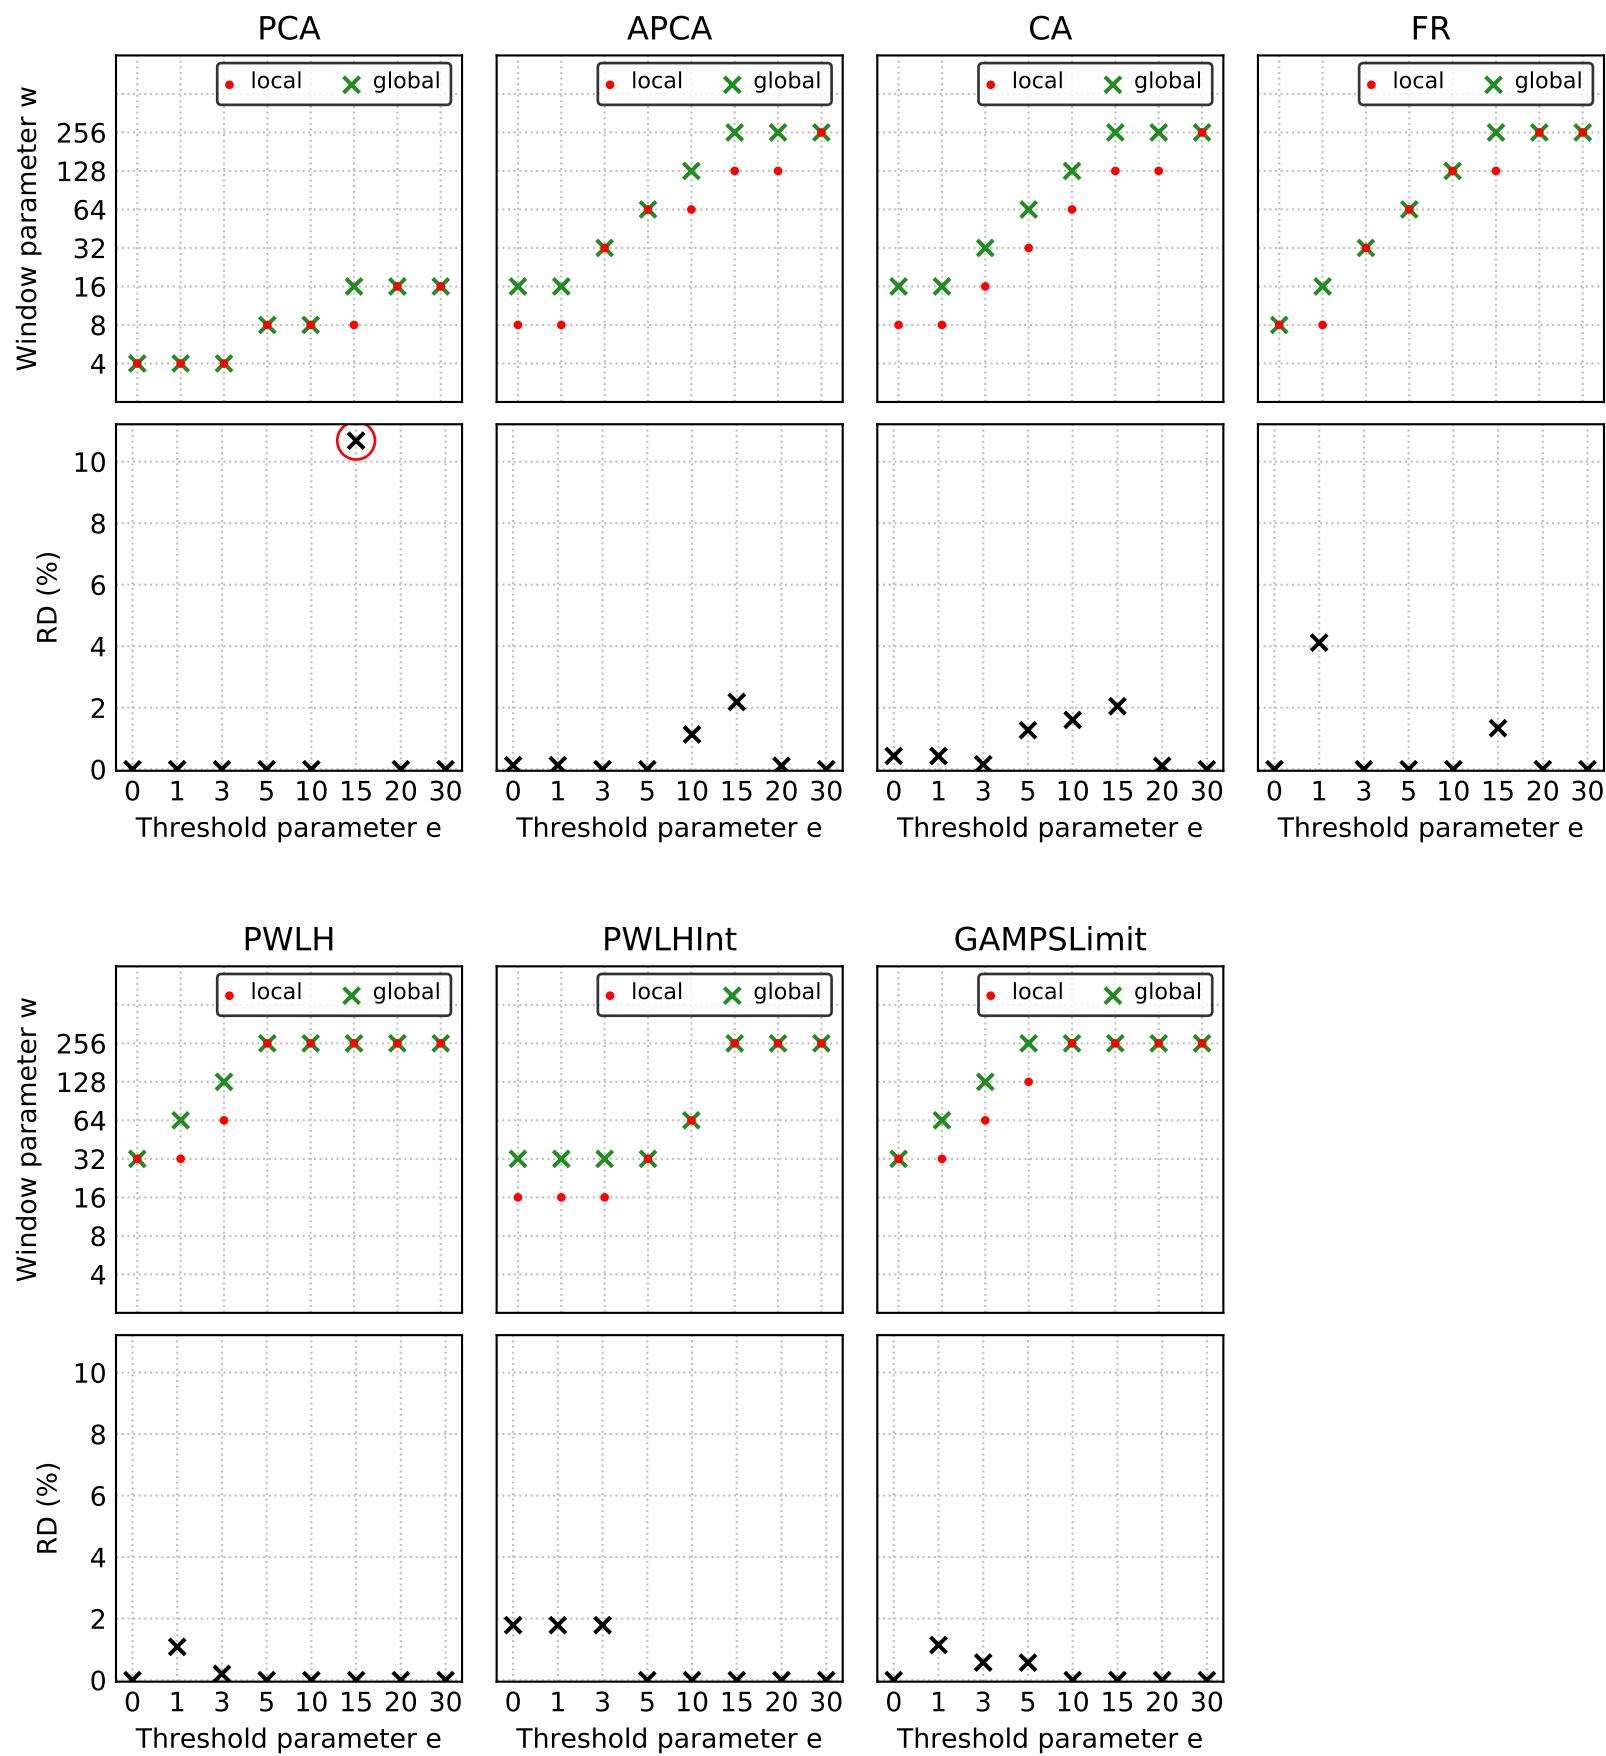 PCA APCA CA FR
local global local global local global local global
Window parameter w
256
128
64
32
16
8
4
RD (%)
10
8
6
4
2
0
0 1 3 5 10 15 20 30 0 1 3 5 10 15 20 30 0 1 3 5 10 15 20 30 0 1 3 5 10 15 20 30
Threshold parameter e Threshold parameter e Threshold parameter e Threshold parameter e
PWLH PWLHInt GAMPSLimit
local global local global local global
Window parameter w
256
128
64
32
16
8
4
RD (%)
10
8
6
4
2
0
0 1 3 5 10 15 20 30 0 1 3 5 10 15 20 30 0 1 3 5 10 15 20 30
Threshold parameter e Threshold parameter e Threshold parameter e